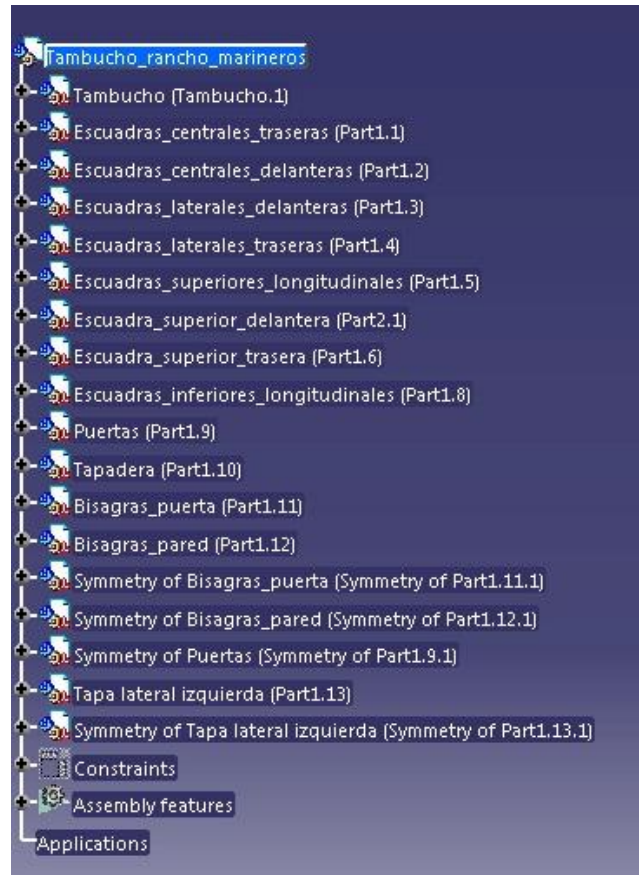 Tambucho_rancho_marineros
Tambucho (Tambucho.1)
Escuadras_centrales_traseras (Part1.1)
Escuadras_centrales_delanteras (Part1.2)
Escuadras_laterales_delanteras (Part1.3)
Escuadras_laterales_traseras (Part1.4)
Escuadras_superiores_longitudinales (Part1.5)
Escuadra_superior_delantera (Part2.1)
Escuadra_superior_trasera (Part1.6)
Escuadras_inferiores_longitudinales (Part1.8)
Puertas (Part1.9)
Tapadera (Part1.10)
Bisagras_puerta (Part1.11)
Bisagras_pared (Part1.12)
Symmetry of Bisagras_puerta (Symmetry of Part1.11.1)
Symmetry of Bisagras_pared (Symmetry of Part1.12.1)
Symmetry of Puertas (Symmetry of Part1.9.1)
Tapa lateral izquierda (Part1.13)
Symmetry of Tapa lateral izquierda (Symmetry of Part1.13.1)
Constraints
Assembly features
Applications